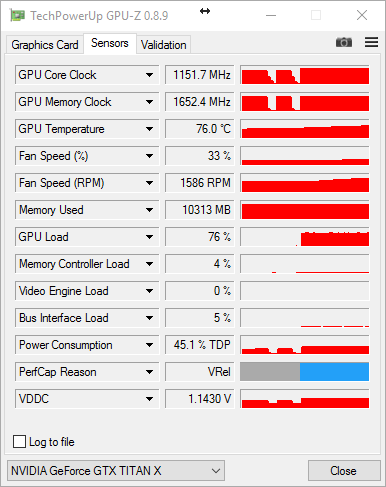 TechPowerUp GPU-Z 0.8.9
Graphics Card Sensors Validation
GPU Core Clock 1151.7 MHz
GPU Memory Clock 1652.4 MHz
GPU Temperature 76.0 °C
Fan Speed (%) 33 %
Fan Speed (RPM) 1586 RPM
Memory Used 10313 MB
GPU Load 76 %
Memory Controller Load 4 %
Video Engine Load 0 %
Bus Interface Load 5 %
Power Consumption 45.1 % TDP
PerfCap Reason VRel
VDDC 1.1430 V
Log to file
NVIDIA GeForce GTX TITAN X Close